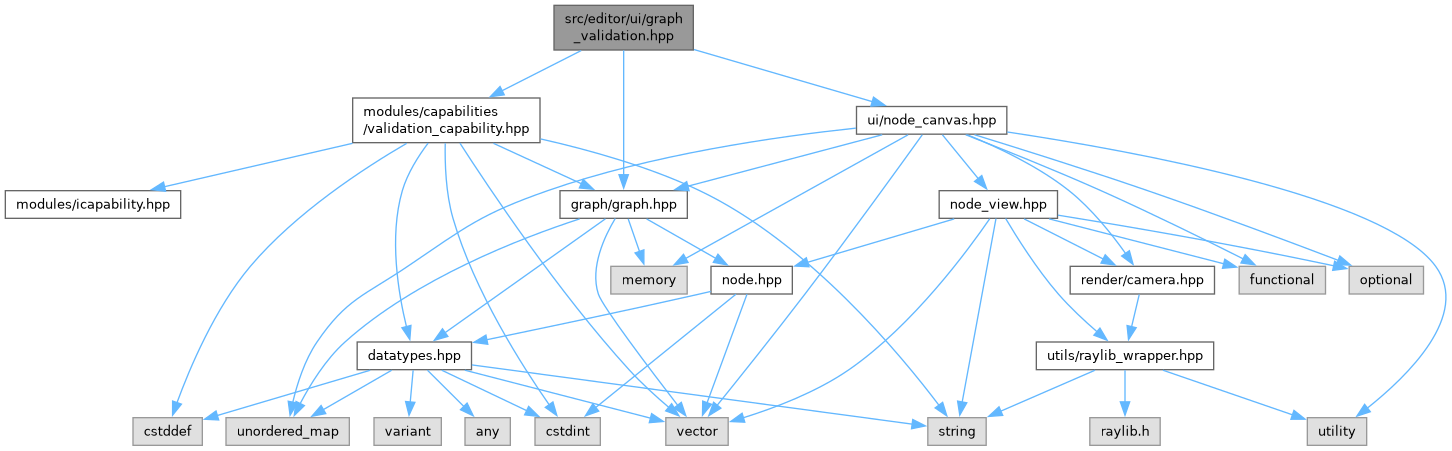 src/editor/ui/graph
_validation.hpp
modules/capabilities
/validation_capability.hpp
ui/node_canvas.hpp
modules/icapability.hpp
graph/graph.hpp
node_view.hpp
memory
node.hpp
render/camera.hpp
functional
optional
datatypes.hpp
utils/raylib_wrapper.hpp
cstddef
unordered_map
variant
any
cstdint
vector
string
raylib.h
utility